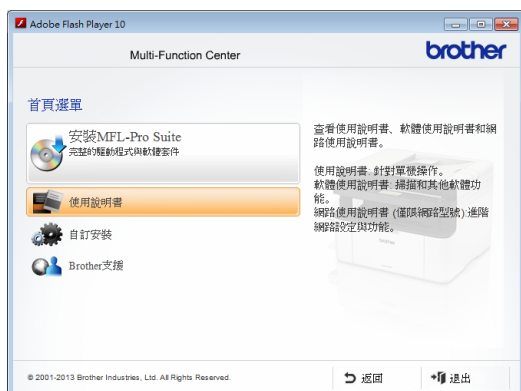 Adobe Flash Player 10
Multi-Function Center
brother
首頁選單
安裝MFL-Pro Suite
完整的驅動程式與軟體套件
使用說明書
自訂安裝
Brother支援
查看使用說明書、軟體使用說明書和網
路使用說明書。
使用說明書: 針對單機操作。
軟體使用說明書: 掃描和其他軟體功
能。
網路使用說明書 (僅限網路型號):進階
網路設定與功能。
© 2001-2013 Brother Industries, Ltd. All Rights Reserved.
返回
退出